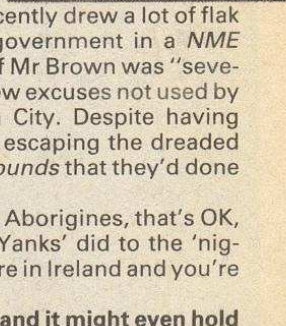 cently drew a lot of flak
government in a NME
f Mr Brown was "seve-
ew excuses not used by
City. Despite having
escaping the dreaded
ounds that they'd done
Aborigines, that's OK,
Yanks' did to the 'nig-
re in Ireland and you're
and it might even hold